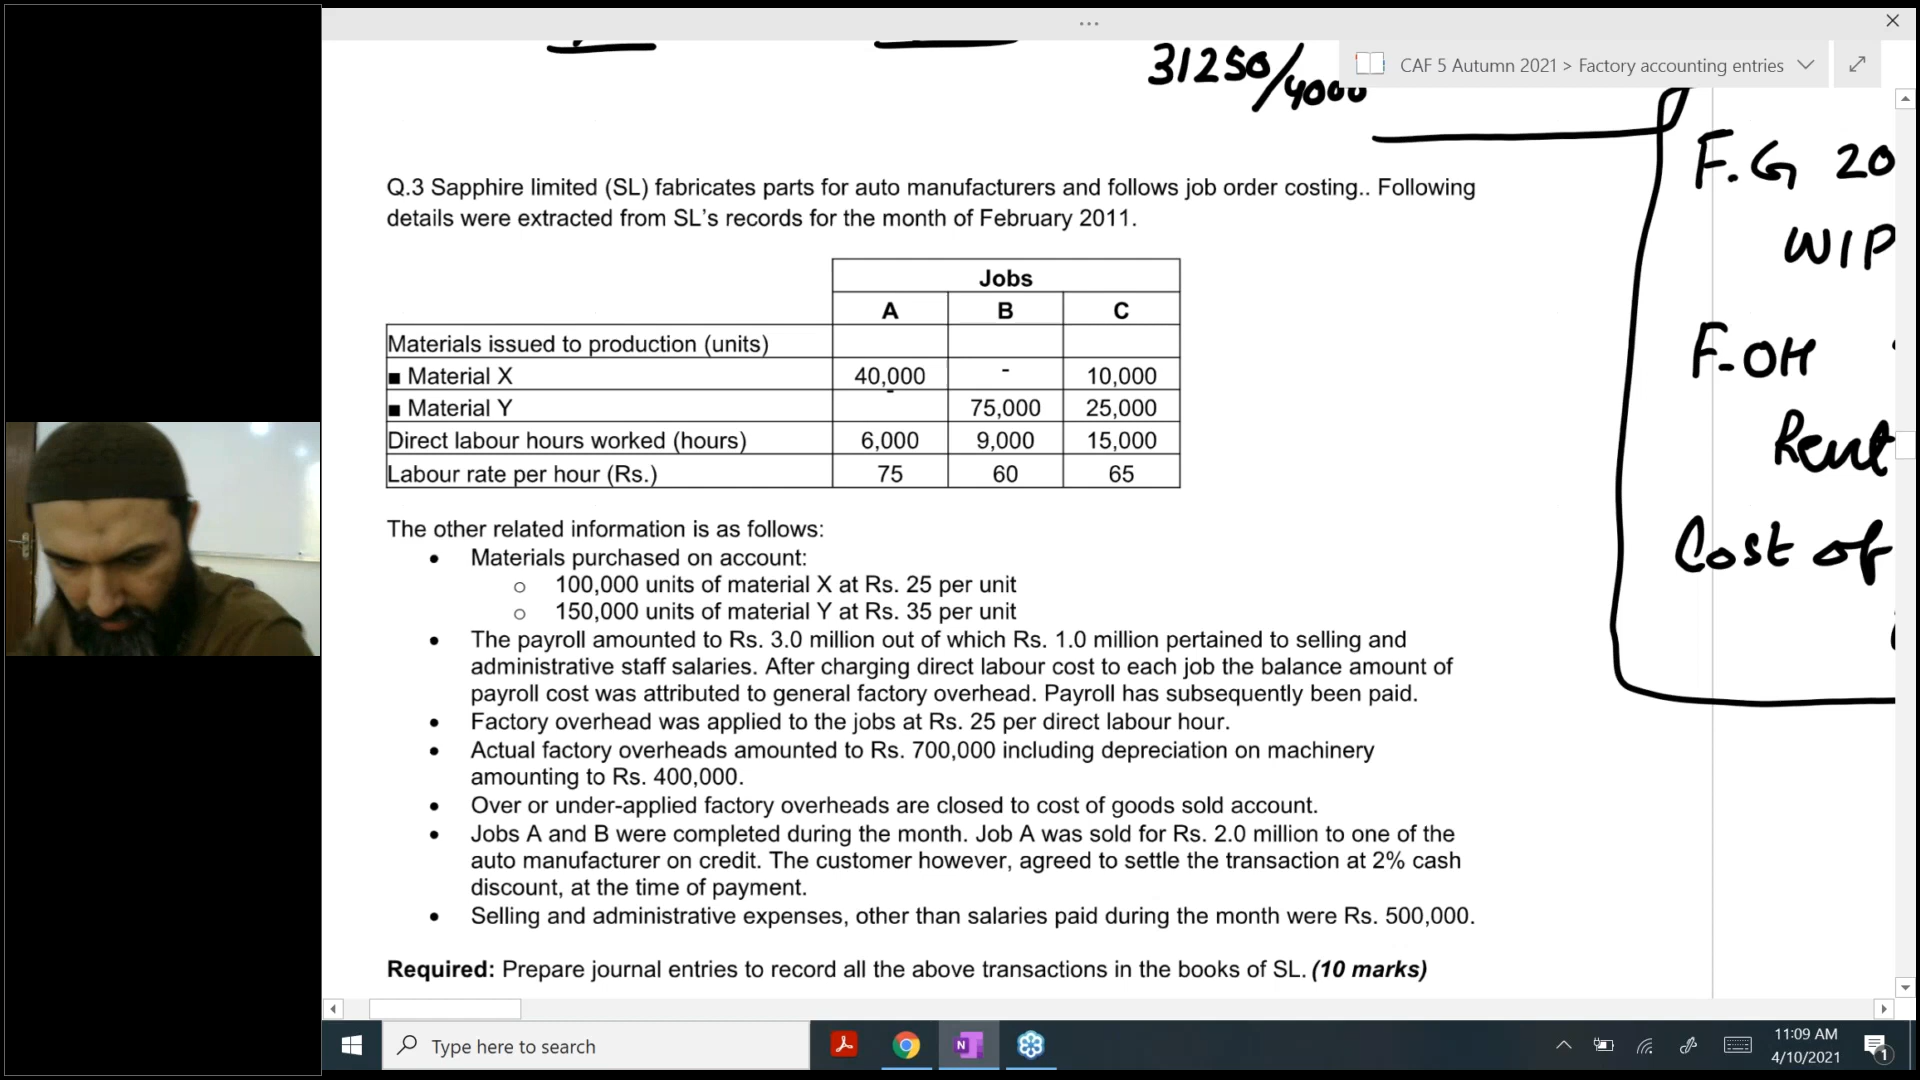 31250/4000
CAF 5 Autumn 2021 > Factory accounting entries
F.G 20
WIP
F-OH
Rent
Cost of
Q.3 Sapphire limited (SL) fabricates parts for auto manufacturers and follows job order costing.. Following
details were extracted from SL's records for the month of February 2011.
Jobs
A B C
Materials issued to production (units)
■ Material X 40,000 - 10,000
■ Material Y - 75,000 25,000
Direct labour hours worked (hours) 6,000 9,000 15,000
Labour rate per hour (Rs.) 75 60 65
The other related information is as follows:
• Materials purchased on account:
o 100,000 units of material X at Rs. 25 per unit
o 150,000 units of material Y at Rs. 35 per unit
• The payroll amounted to Rs. 3.0 million out of which Rs. 1.0 million pertained to selling and
administrative staff salaries. After charging direct labour cost to each job the balance amount of
payroll cost was attributed to general factory overhead. Payroll has subsequently been paid.
• Factory overhead was applied to the jobs at Rs. 25 per direct labour hour.
• Actual factory overheads amounted to Rs. 700,000 including depreciation on machinery
amounting to Rs. 400,000.
• Over or under-applied factory overheads are closed to cost of goods sold account.
• Jobs A and B were completed during the month. Job A was sold for Rs. 2.0 million to one of the
auto manufacturer on credit. The customer however, agreed to settle the transaction at 2% cash
discount, at the time of payment.
• Selling and administrative expenses, other than salaries paid during the month were Rs. 500,000.
Required: Prepare journal entries to record all the above transactions in the books of SL. (10 marks)
Type here to search
N
11:09 AM
4/10/2021
1